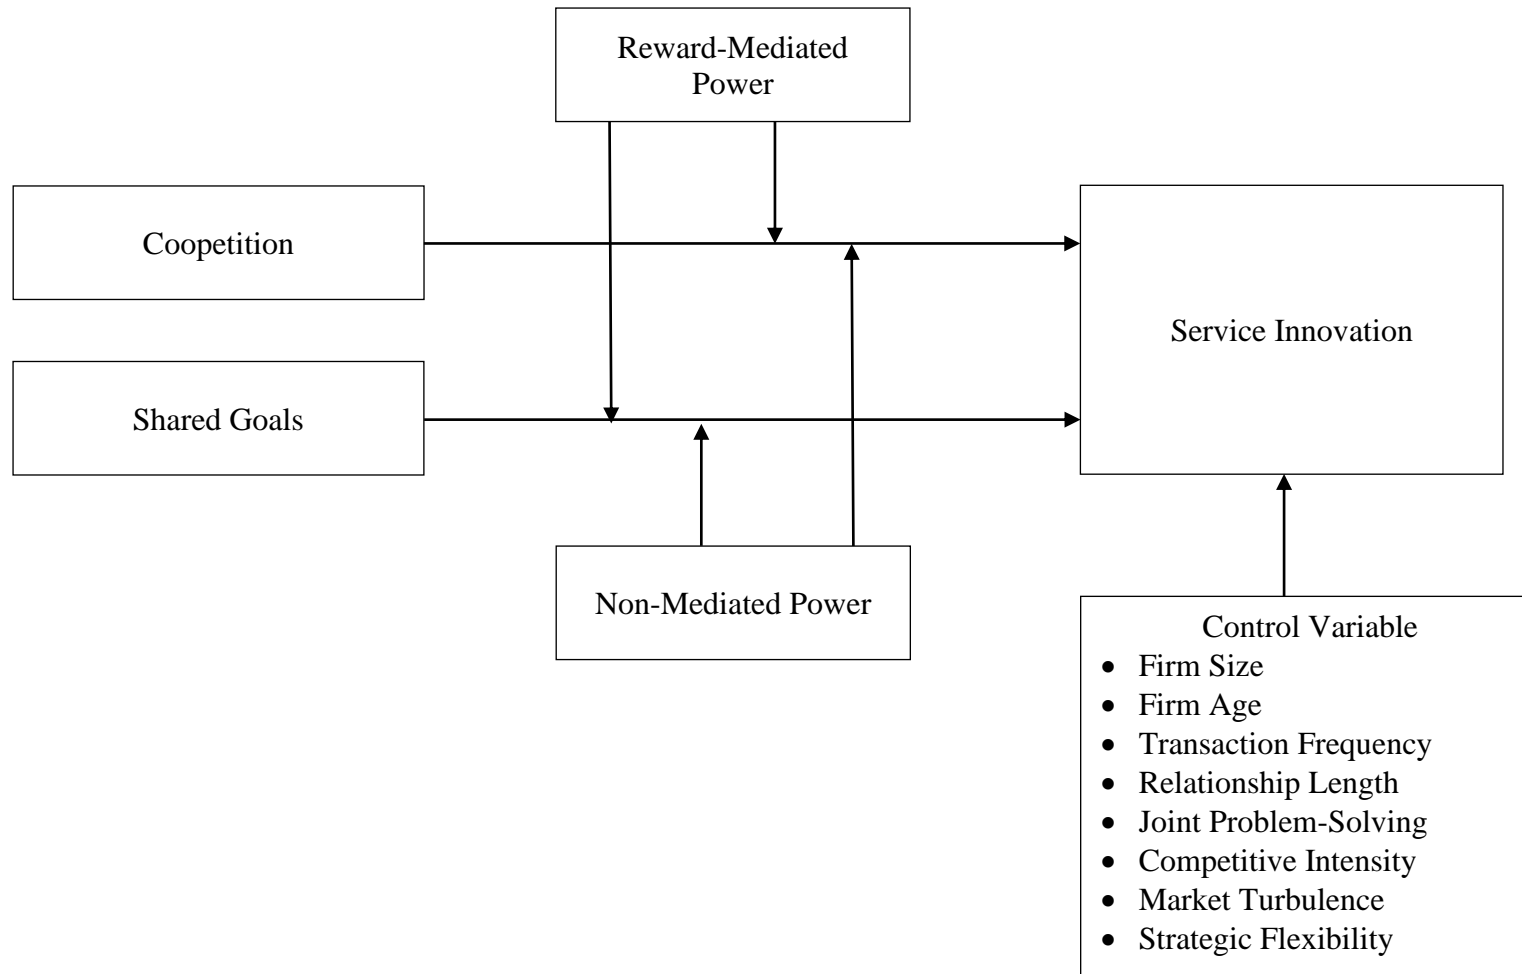 Reward-Mediated
Power
Coopetition
Service Innovation
Shared Goals
Non-Mediated Power
Control Variable
• Firm Size
• Firm Age
• Transaction Frequency
• Relationship Length
• Joint Problem-Solving
• Competitive Intensity
• Market Turbulence
• Strategic Flexibility